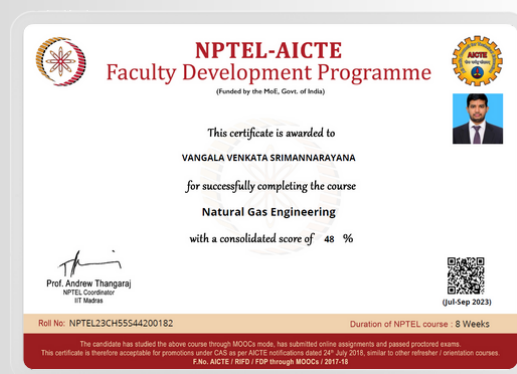 NPTEL-AICTE
Faculty Development Programme
(Funded by the MoE, Govt. of India)
AICTE
This certificate is awarded to
VANGALA VENKATA SRIMANNARAYANA
for successfully completing the course
Natural Gas Engineering
with a consolidated score of 48 %
Prof. Andrew Thangaraj
NPTEL Coordinator
IIT Madras
(Jul-Sep 2023)
Roll No: NPTEL23CH55S44200182
Duration of NPTEL course : 8 Weeks
The candidate has studied the above course through MOOCs mode, has submitted online assignments and passed proctored exams.
This certificate is therefore acceptable for promotions under CAS as per AICTE notifications dated 24th July 2018, similar to other refresher / orientation courses.
F.No. AICTE / RIFD / FDP through MOOCs / 2017-18